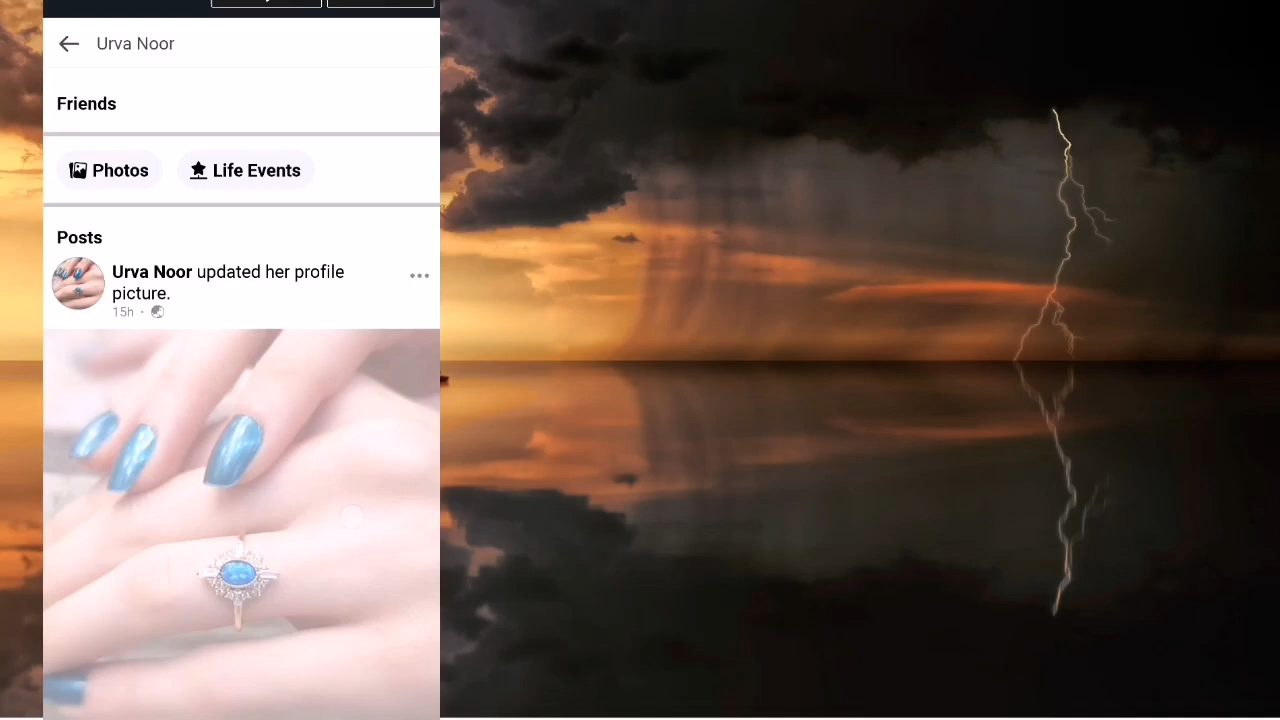 Urva Noor
Friends
Photos
Life Events
Posts
Urva Noor updated her profile
picture.
15h ·